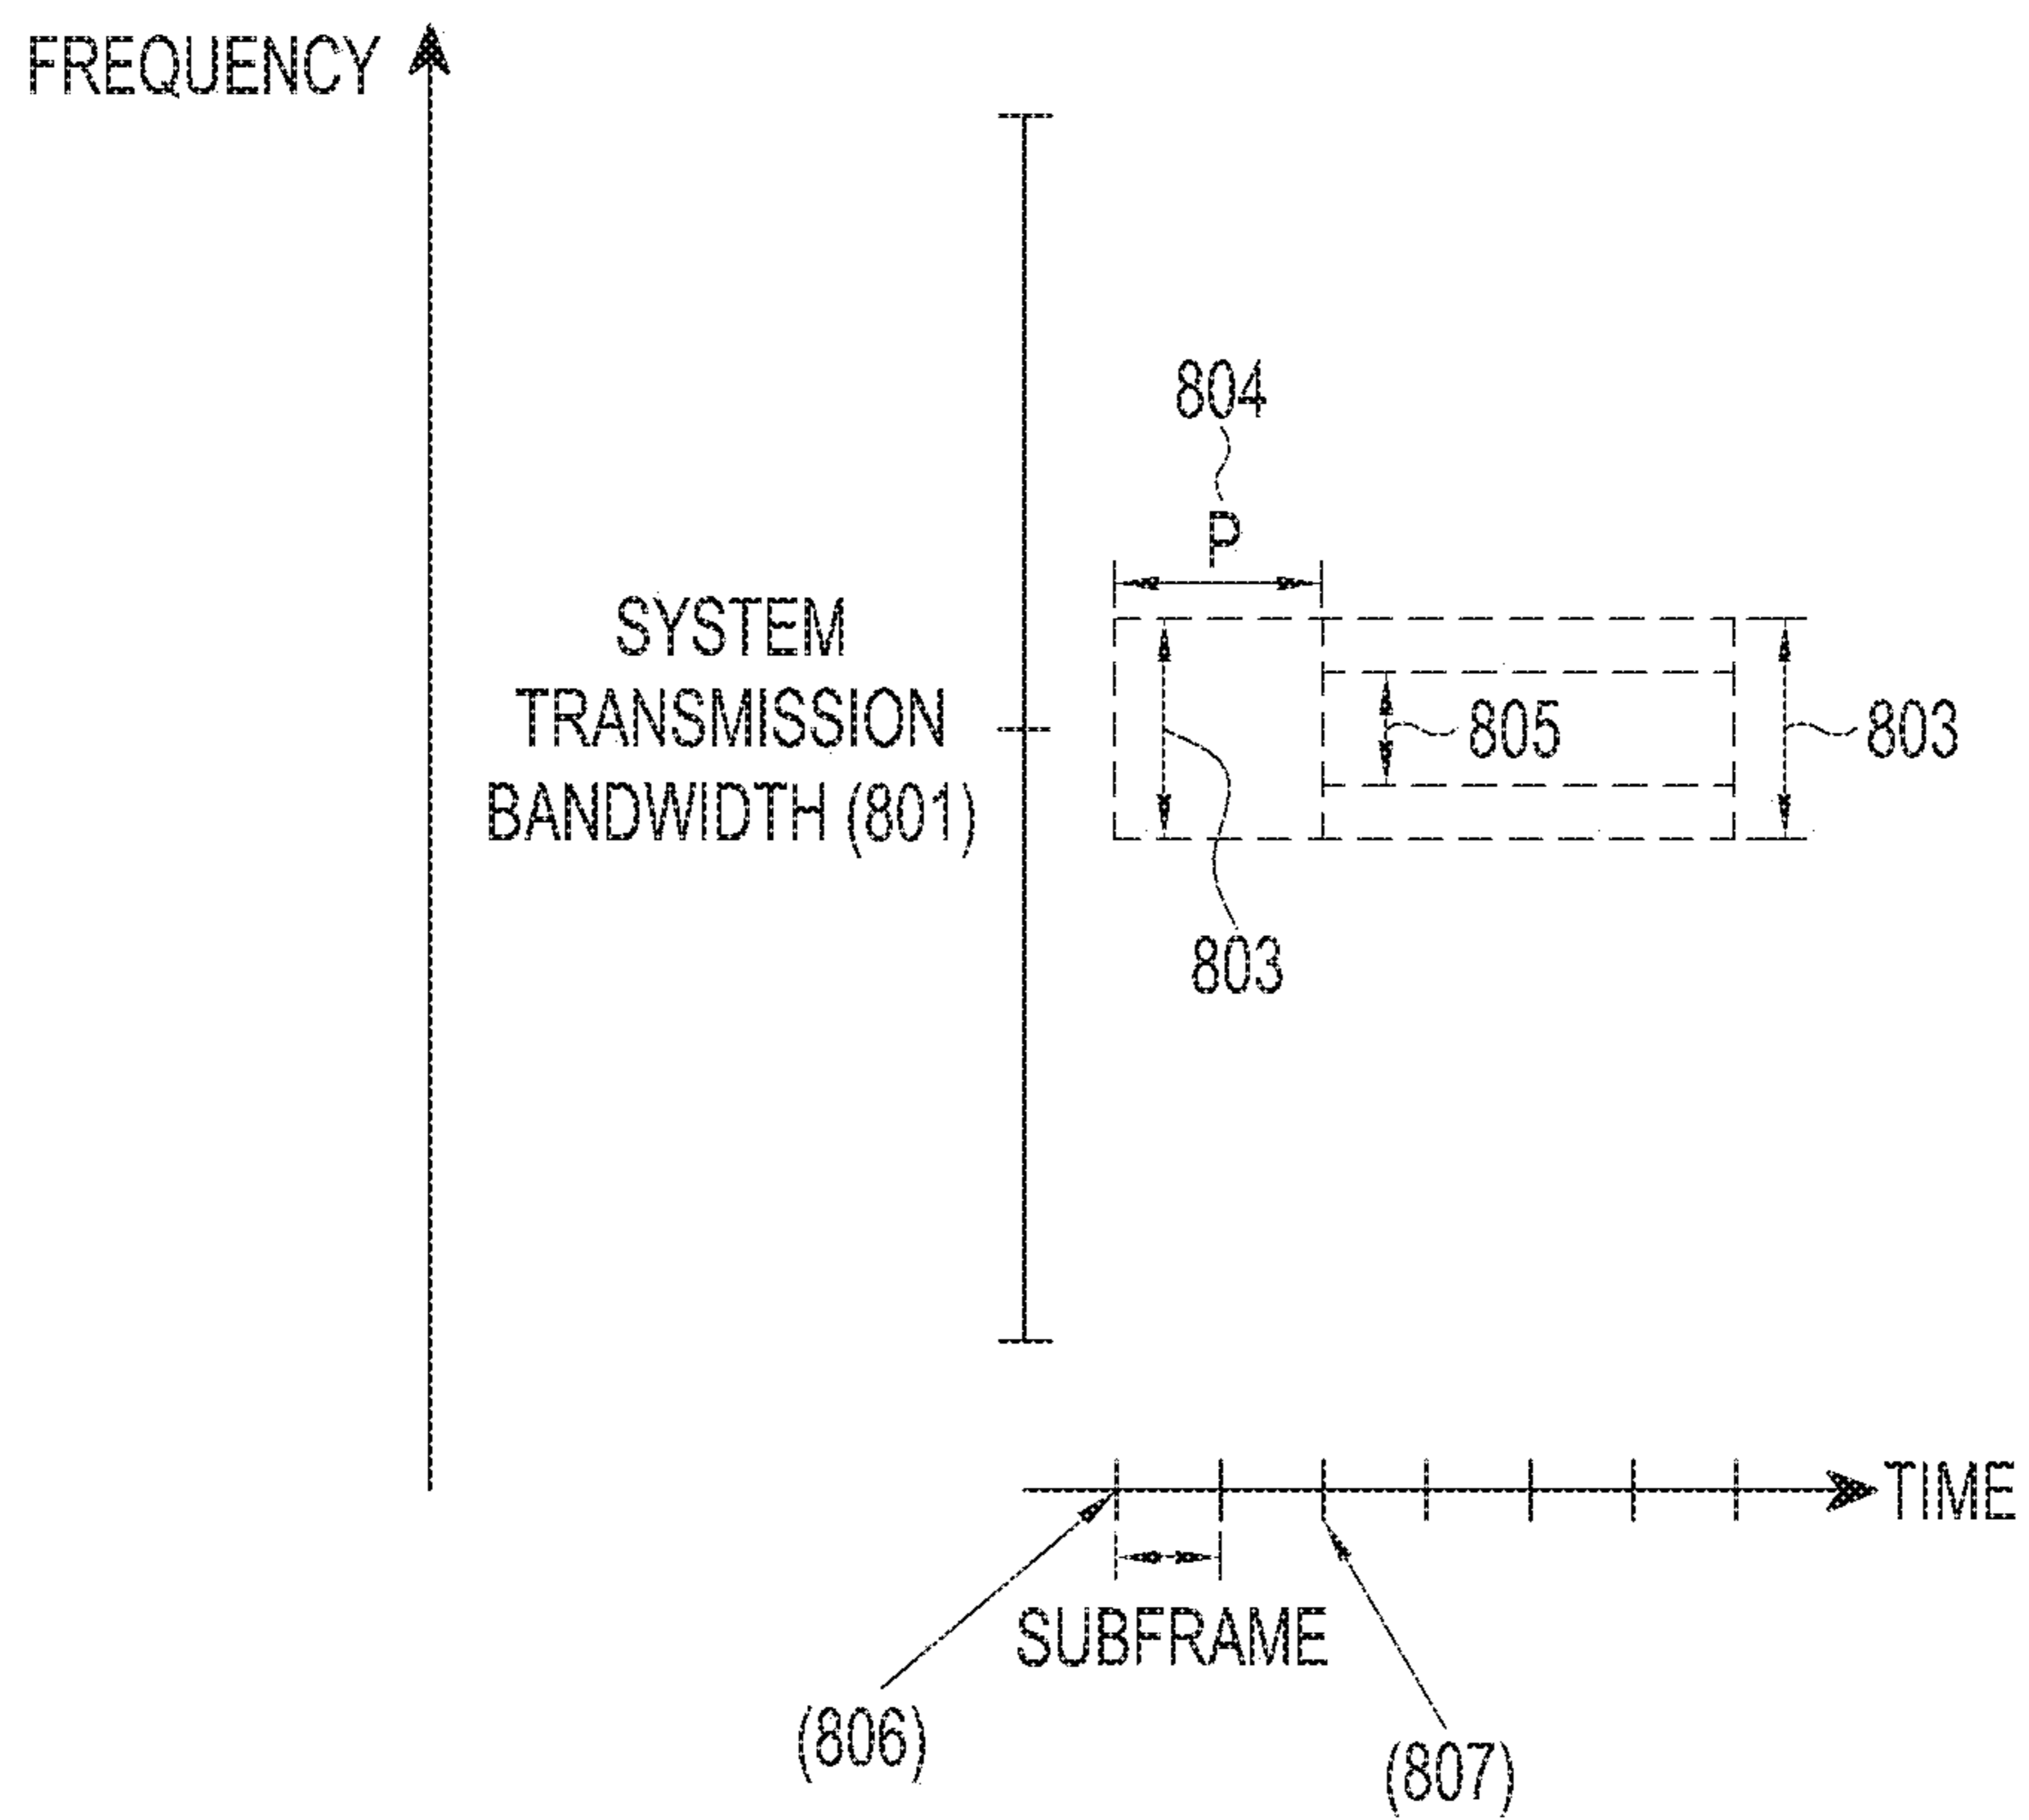 FREQUENCY
804
P
SYSTEM
TRANSMISSION
BANDWIDTH (801)
805
803
803
TIME
SUBFRAME
(806)
(807)